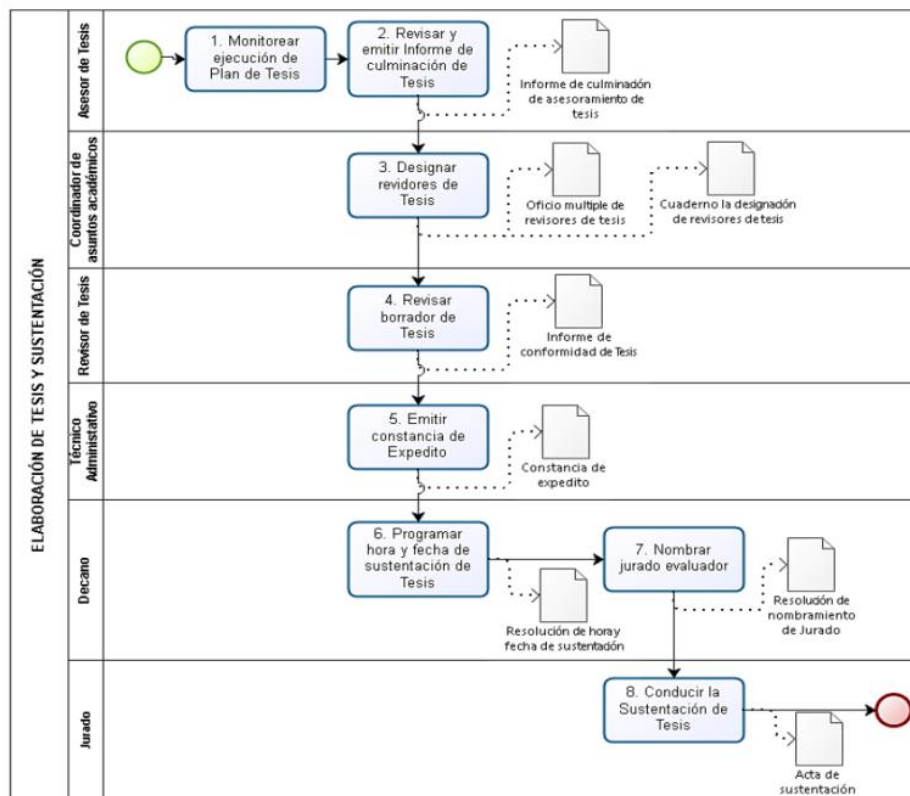 ELABORACIÓN DE TESIS Y SUSTENTACIÓN
Asesor de Tesis
1. Monitorear
ejecución de
Plan de Tesis
2. Revisar y
emitir Informe de
culminación de
Tesis
Informe de culminación
de asesoramiento de
tesis
Coordinador de
asuntos académicos
3. Designar
revidores de
Tesis
Oficio multiple de
revisores de tesis
Cuaderno la designación
de revisores de tesis
Revisor de Tesis
4. Revisar
borrador de
Tesis
Informe de
conformidad de Tesis
Técnico
Administativo
5. Emitir
constancia de
Expedito
Constancia de
expedito
Decano
6. Programar
hora y fecha de
sustentación de
Tesis
Resolución de hora y
fecha de sustentación
7. Nombrar
jurado evaluador
Resolución de
nombramiento
de Jurado
Jurado
8. Conducir la
Sustentación de
Tesis
Acta de
sustentación